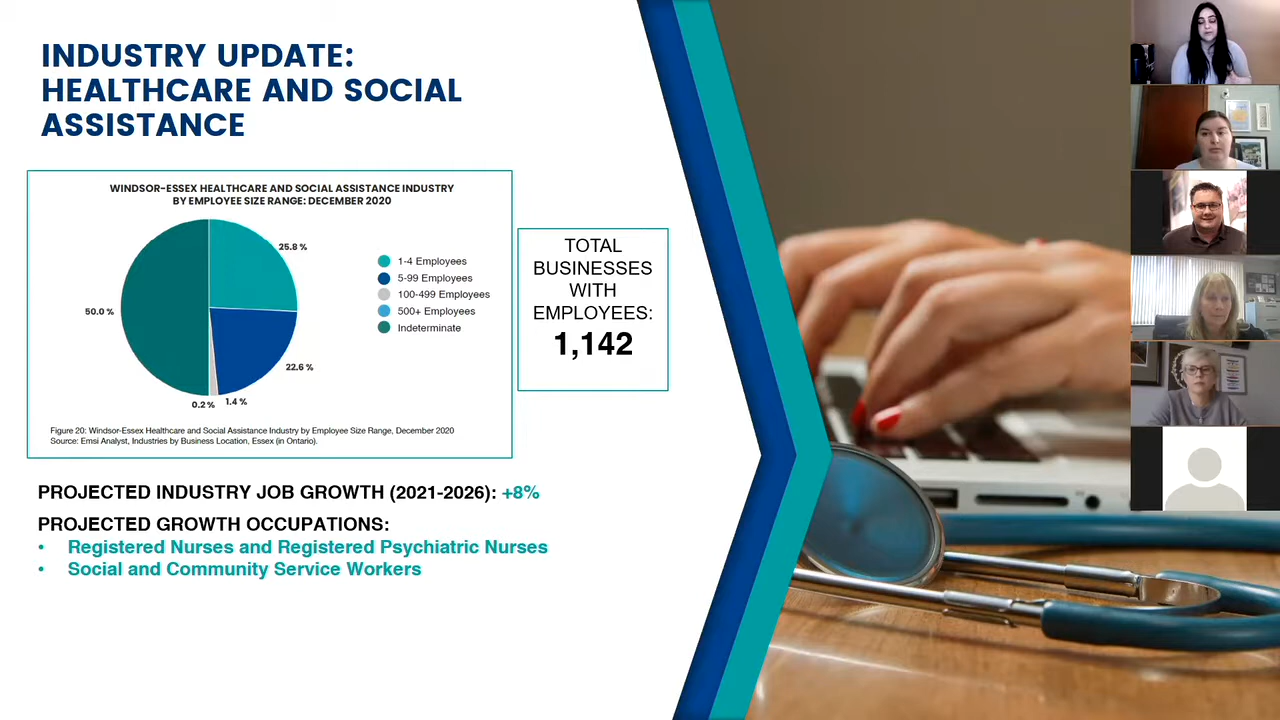 INDUSTRY UPDATE:
HEALTHCARE AND SOCIAL
ASSISTANCE
WINDSOR-ESSEX HEALTHCARE AND SOCIAL ASSISTANCE INDUSTRY
BY EMPLOYEE SIZE RANGE: DECEMBER 2020
25.8 %
50.0 %
22.6 %
0.2 %
1.4 %
1-4 Employees
5-99 Employees
100-499 Employees
500+ Employees
Indeterminate
Figure 20: Windsor-Essex Healthcare and Social Assistance Industry by Employee Size Range, December 2020
Source: Emsi Analyst, Industries by Business Location, Essex (in Ontario).
TOTAL
BUSINESSES
WITH
EMPLOYEES:
1,142
PROJECTED INDUSTRY JOB GROWTH (2021-2026): +8%
PROJECTED GROWTH OCCUPATIONS:
• Registered Nurses and Registered Psychiatric Nurses
• Social and Community Service Workers